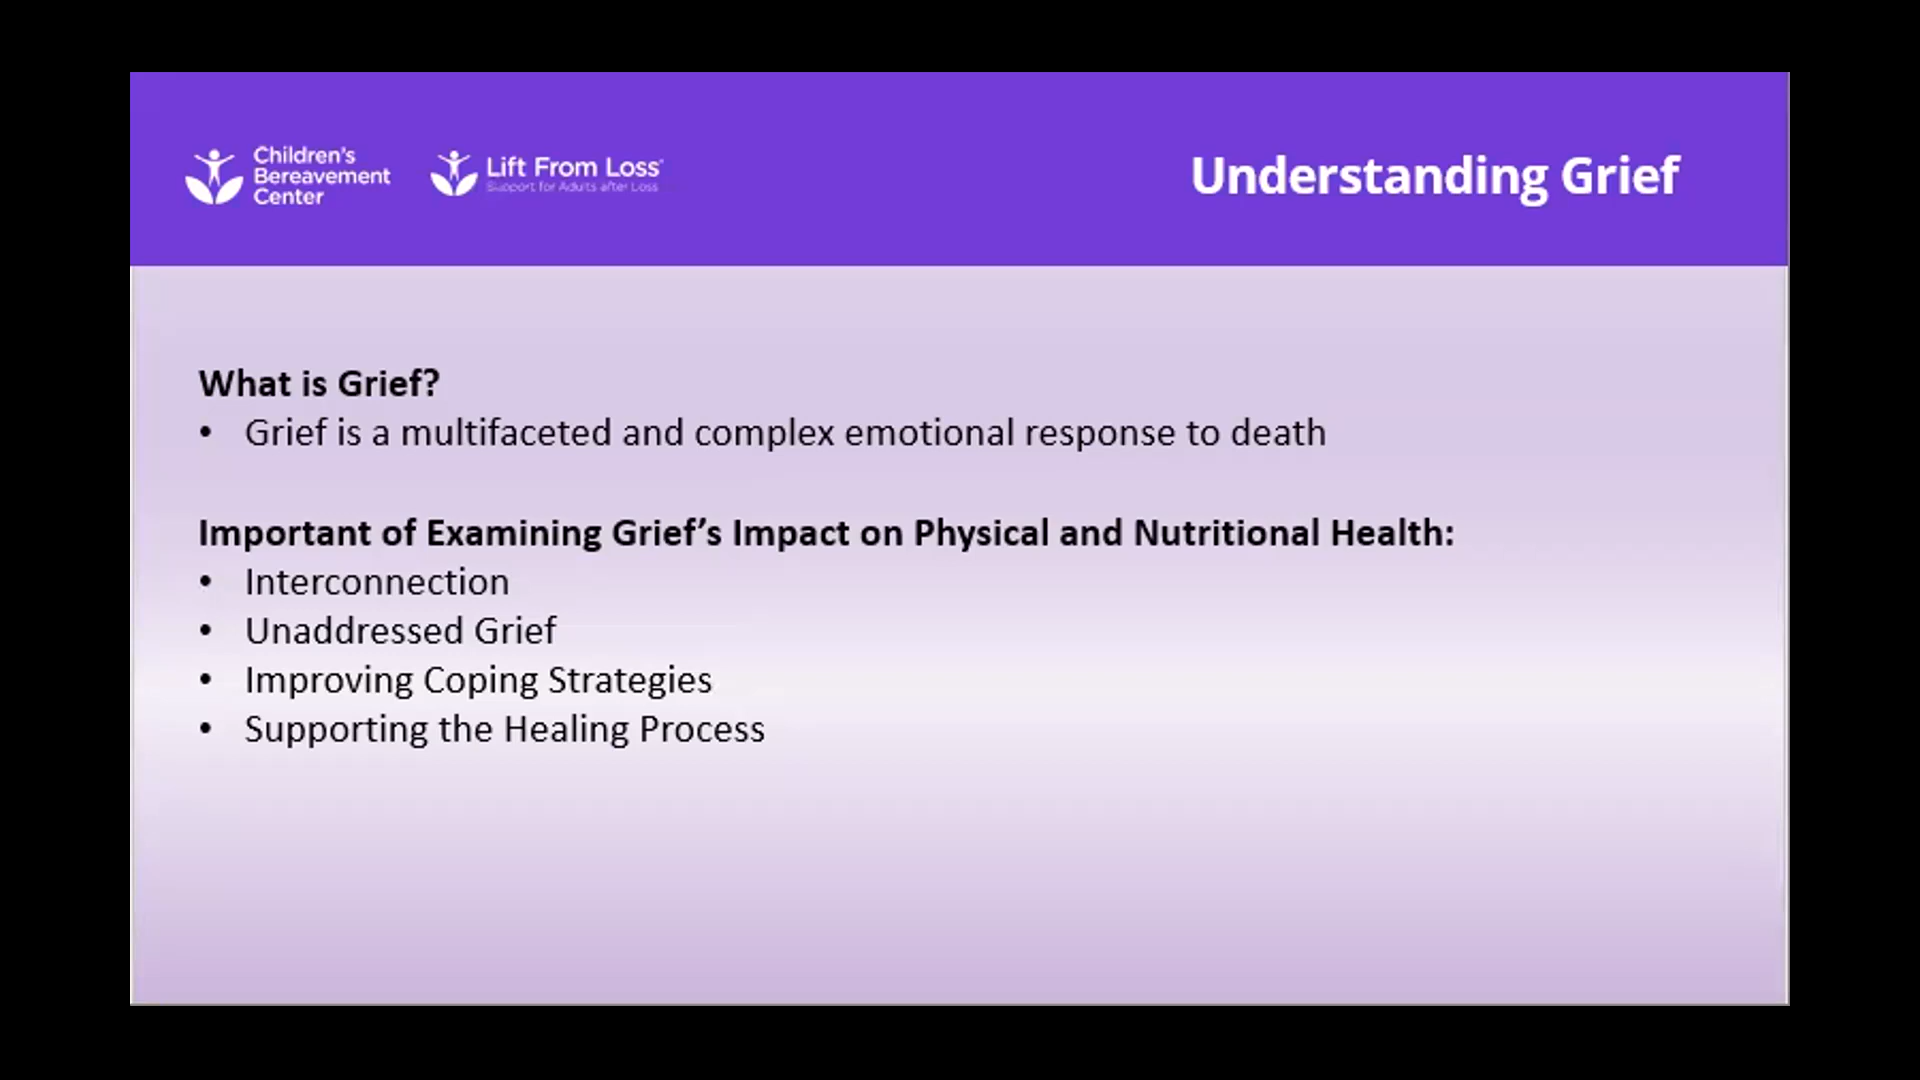 Children's
Bereavement
Center
Lift From Loss
Support for Adults after Loss
Understanding Grief
What is Grief?
• Grief is a multifaceted and complex emotional response to death
Important of Examining Grief’s Impact on Physical and Nutritional Health:
• Interconnection
• Unaddressed Grief
• Improving Coping Strategies
• Supporting the Healing Process